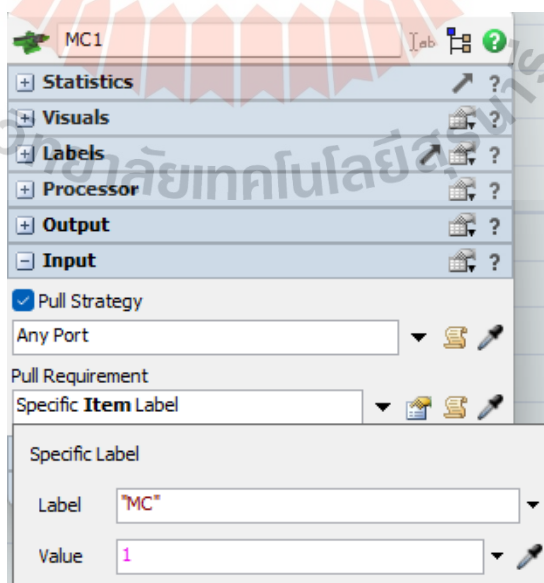 MC1
Statistics
?
Visuals
?
Labels
?
Processor
?
Output
?
Input
?
Pull Strategy
Any Port
Pull Requirement
Specific Item Label
Specific Label
Label "MC"
Value 1